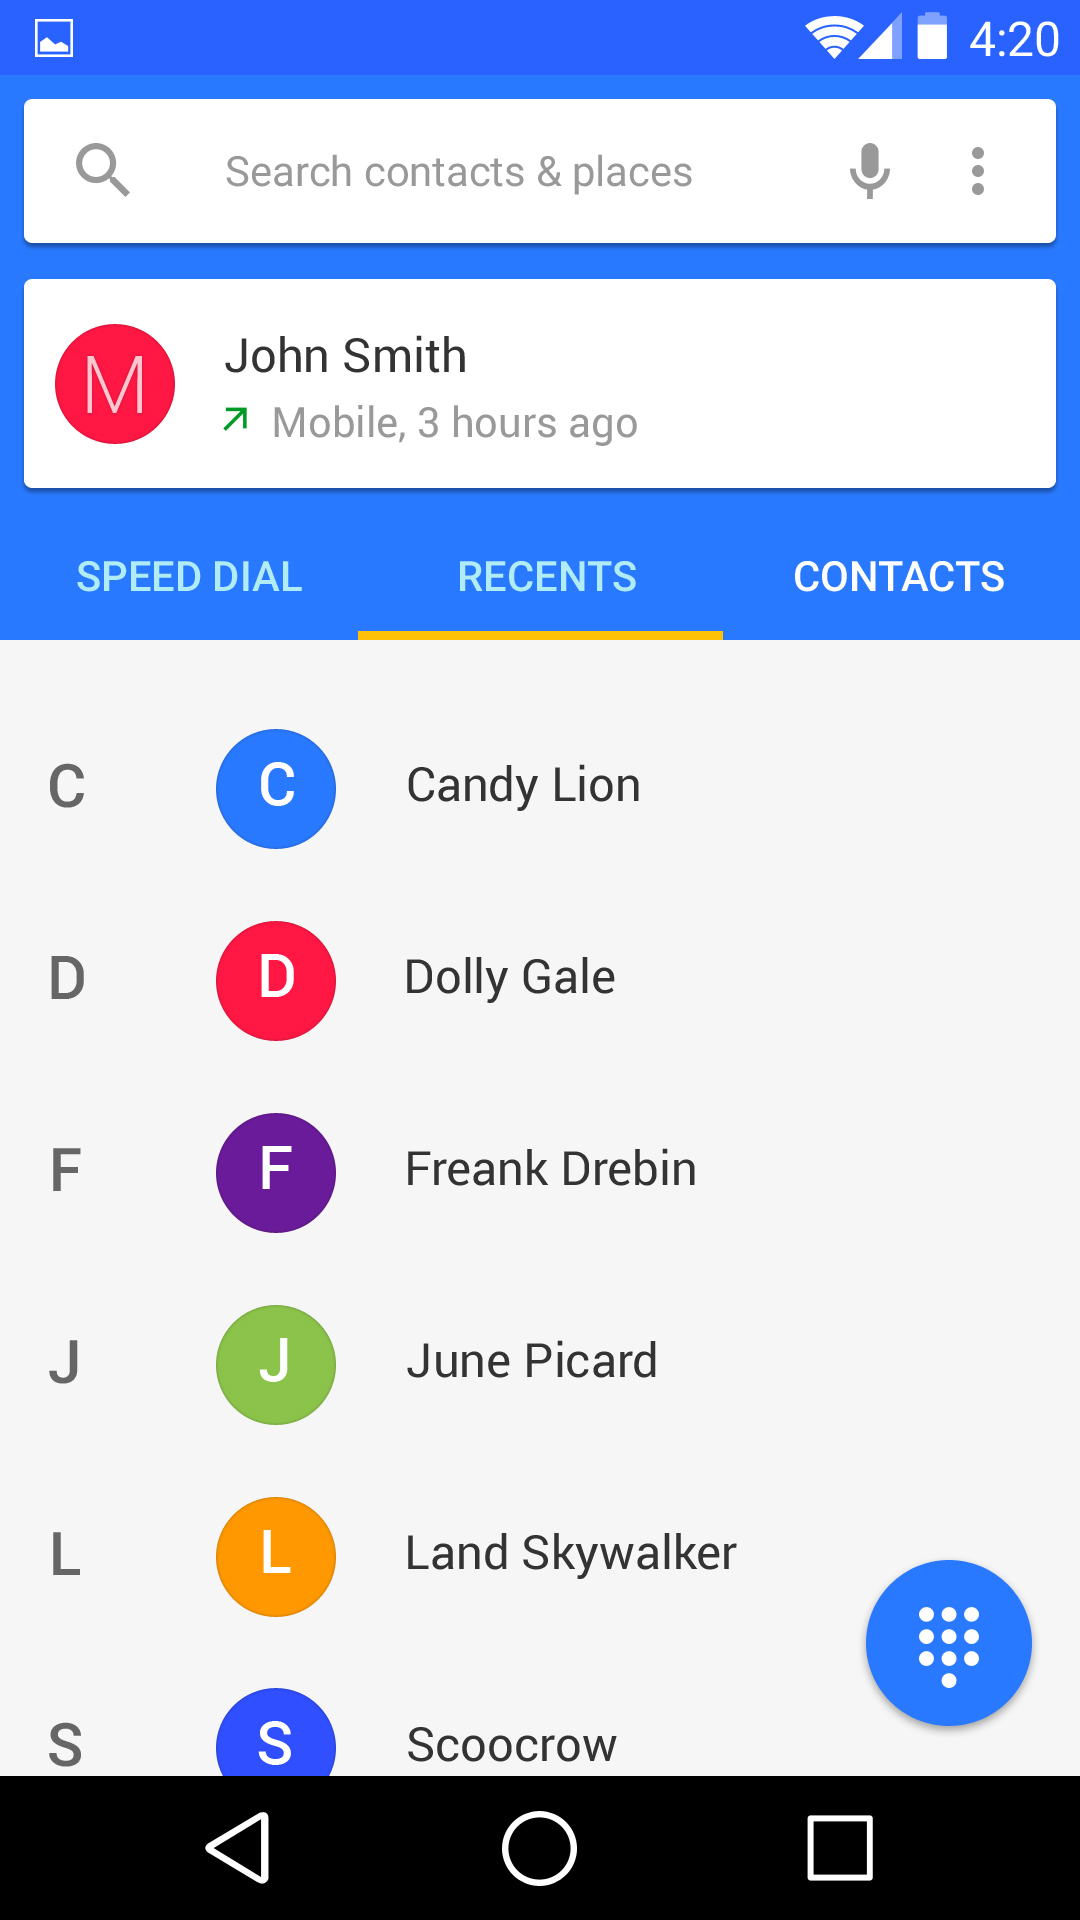 4:20
Search contacts & places
M
John Smith
Mobile, 3 hours ago
SPEED DIAL RECENTS CONTACTS
C C Candy Lion
D D Dolly Gale
F F Freank Drebin
J J June Picard
L L Land Skywalker
S S Scoocrow